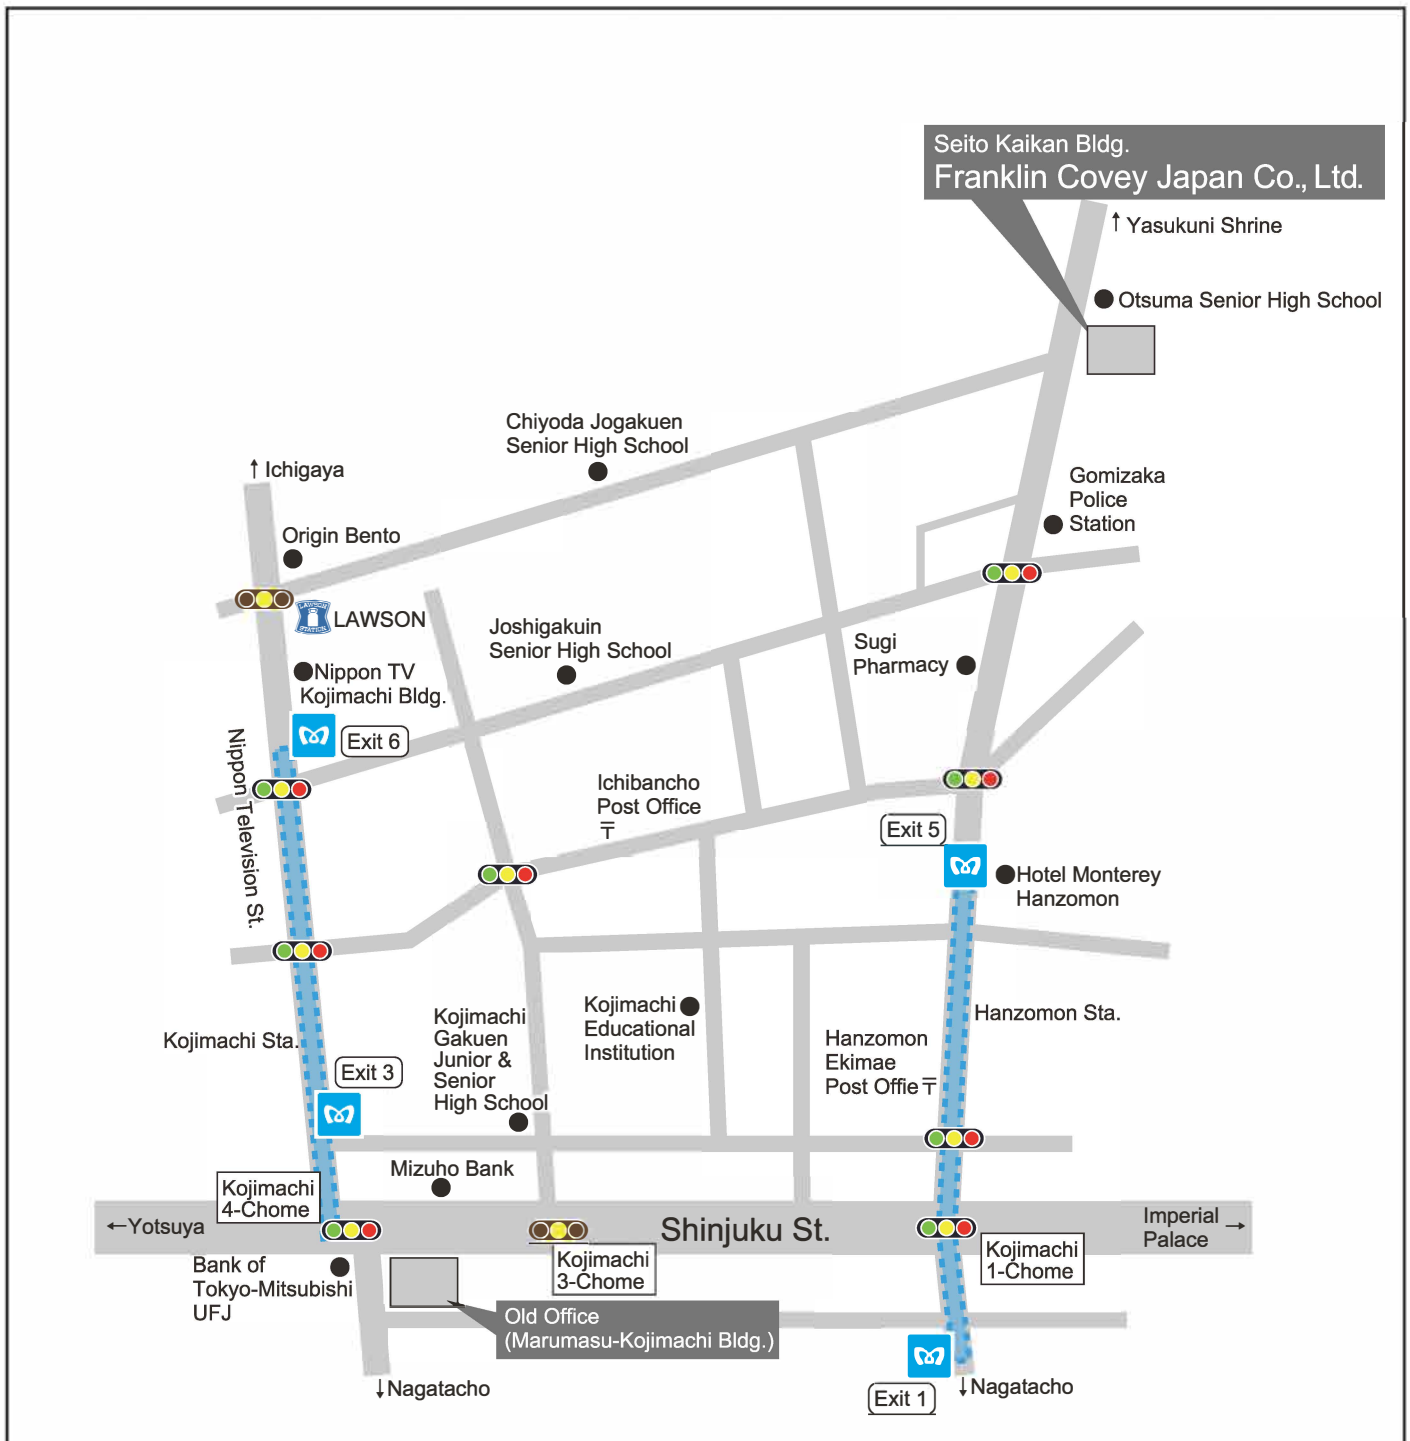 Seito Kaikan Bldg.
Franklin Covey Japan Co., Ltd.
↑ Yasukuni Shrine
Otsuma Senior High School
Chiyoda Jogakuen
Senior High School
↑ Ichigaya
Gomizaka
Police
Station
Origin Bento
LAWSON
STATION
LAWSON
Joshigakuin
Senior High School
Sugi
Pharmacy
Nippon TV
Kojimachi Bldg.
Exit 6
Nippon Television St.
Ichibancho
Post Office
〒
Exit 5
Hotel Monterey
Hanzomon
Kojimachi
Educational
Institution
Kojimachi
Gakuen
Junior &
Senior
High School
Hanzomon Sta.
Hanzomon
Ekimae
Post Offie〒
Kojimachi Sta.
Exit 3
Mizuho Bank
Kojimachi
4-Chome
←Yotsuya
Shinjuku St.
Imperial
Palace →
Kojimachi
3-Chome
Kojimachi
1-Chome
Bank of
Tokyo-Mitsubishi
UFJ
Old Office
(Marumasu-Kojimachi Bldg.)
↓Nagatacho
Exit 1
↓Nagatacho